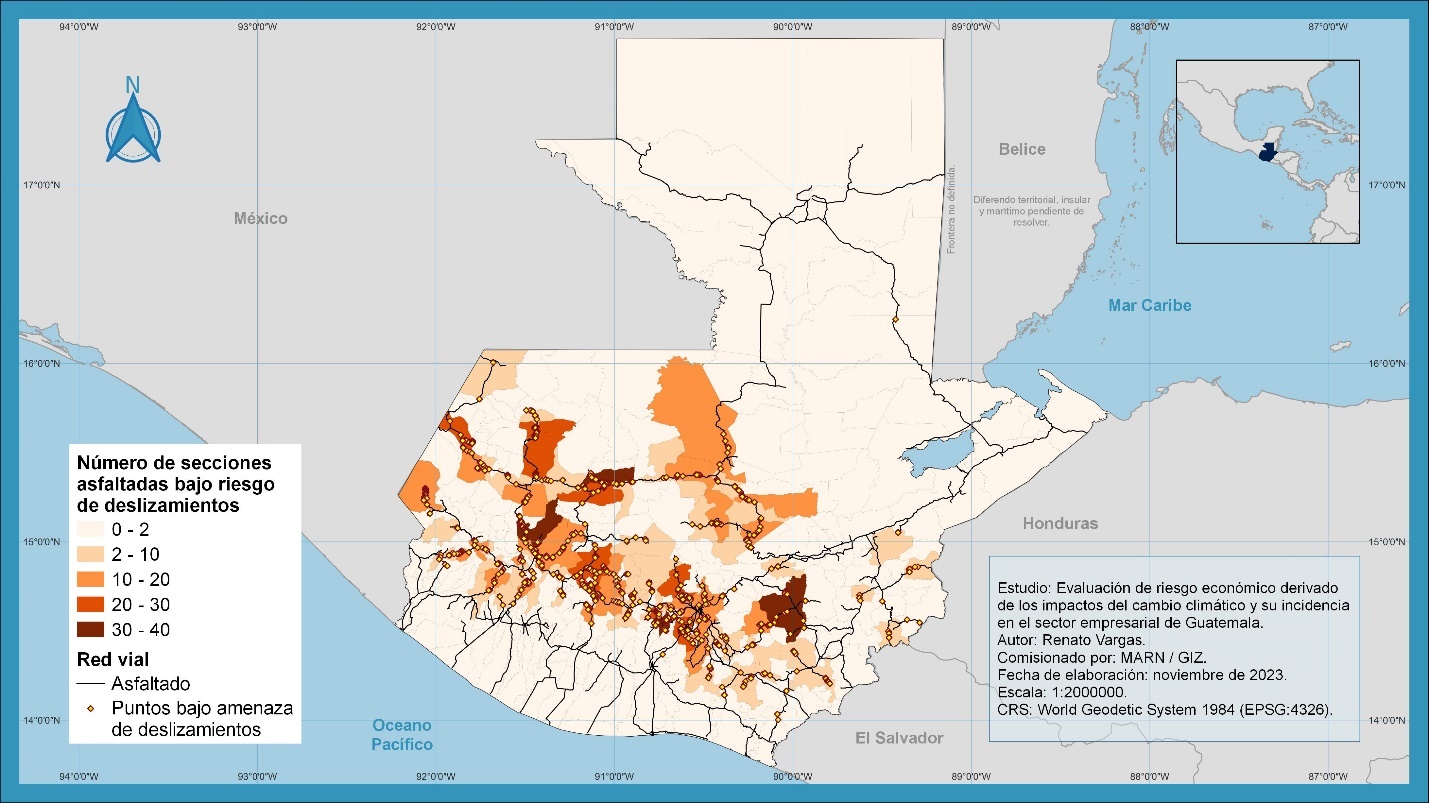 94°0'0"W 93°0'0"W 92°0'0"W 91°0'0"W 90°0'0"W 89°0'0"W 88°0'0"W 87°0'0"W
N
Belice
17°0'0"N 17°0'0"N
Diferendo territorial, insular
y marítimo pendiente de
resolver.
Frontera no definida.
México
Mar Caribe
16°0'0"N 16°0'0"N
Número de secciones
asfaltadas bajo riesgo
de deslizamientos
0 - 2
2 - 10
10 - 20
20 - 30
30 - 40
Red vial
Asfaltado
Puntos bajo amenaza
de deslizamientos
Honduras
15°0'0"N 15°0'0"N
Estudio: Evaluación de riesgo económico derivado
de los impactos del cambio climático y su incidencia
en el sector empresarial de Guatemala.
Autor: Renato Vargas.
Comisionado por: MARN / GIZ.
Fecha de elaboración: noviembre de 2023.
Escala: 1:2000000.
CRS: World Geodetic System 1984 (EPSG:4326).
14°0'0"N 14°0'0"N
Oceano
Pacífico
El Salvador
94°0'0"W 93°0'0"W 92°0'0"W 91°0'0"W 90°0'0"W 89°0'0"W 88°0'0"W 87°0'0"W